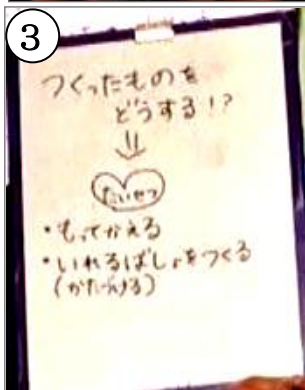 3
つくったものを
どうする!?
⇓
たいせつ
・もってかえる
・いれるばしょをつくる
(かたづける)